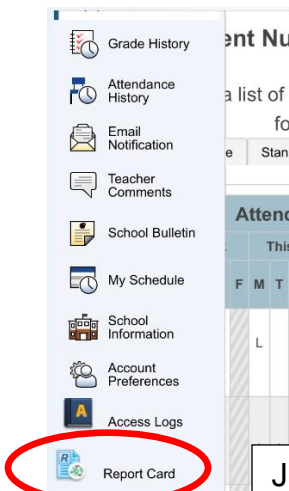 Grade History
Attendance
History
Email
Notification
Teacher
Comments
School Bulletin
My Schedule
School
Information
Account
Preferences
A
Access Logs
R
Report Card
ent Nu
a list of
fo
e Stan
Atten
This
F M T
L
J